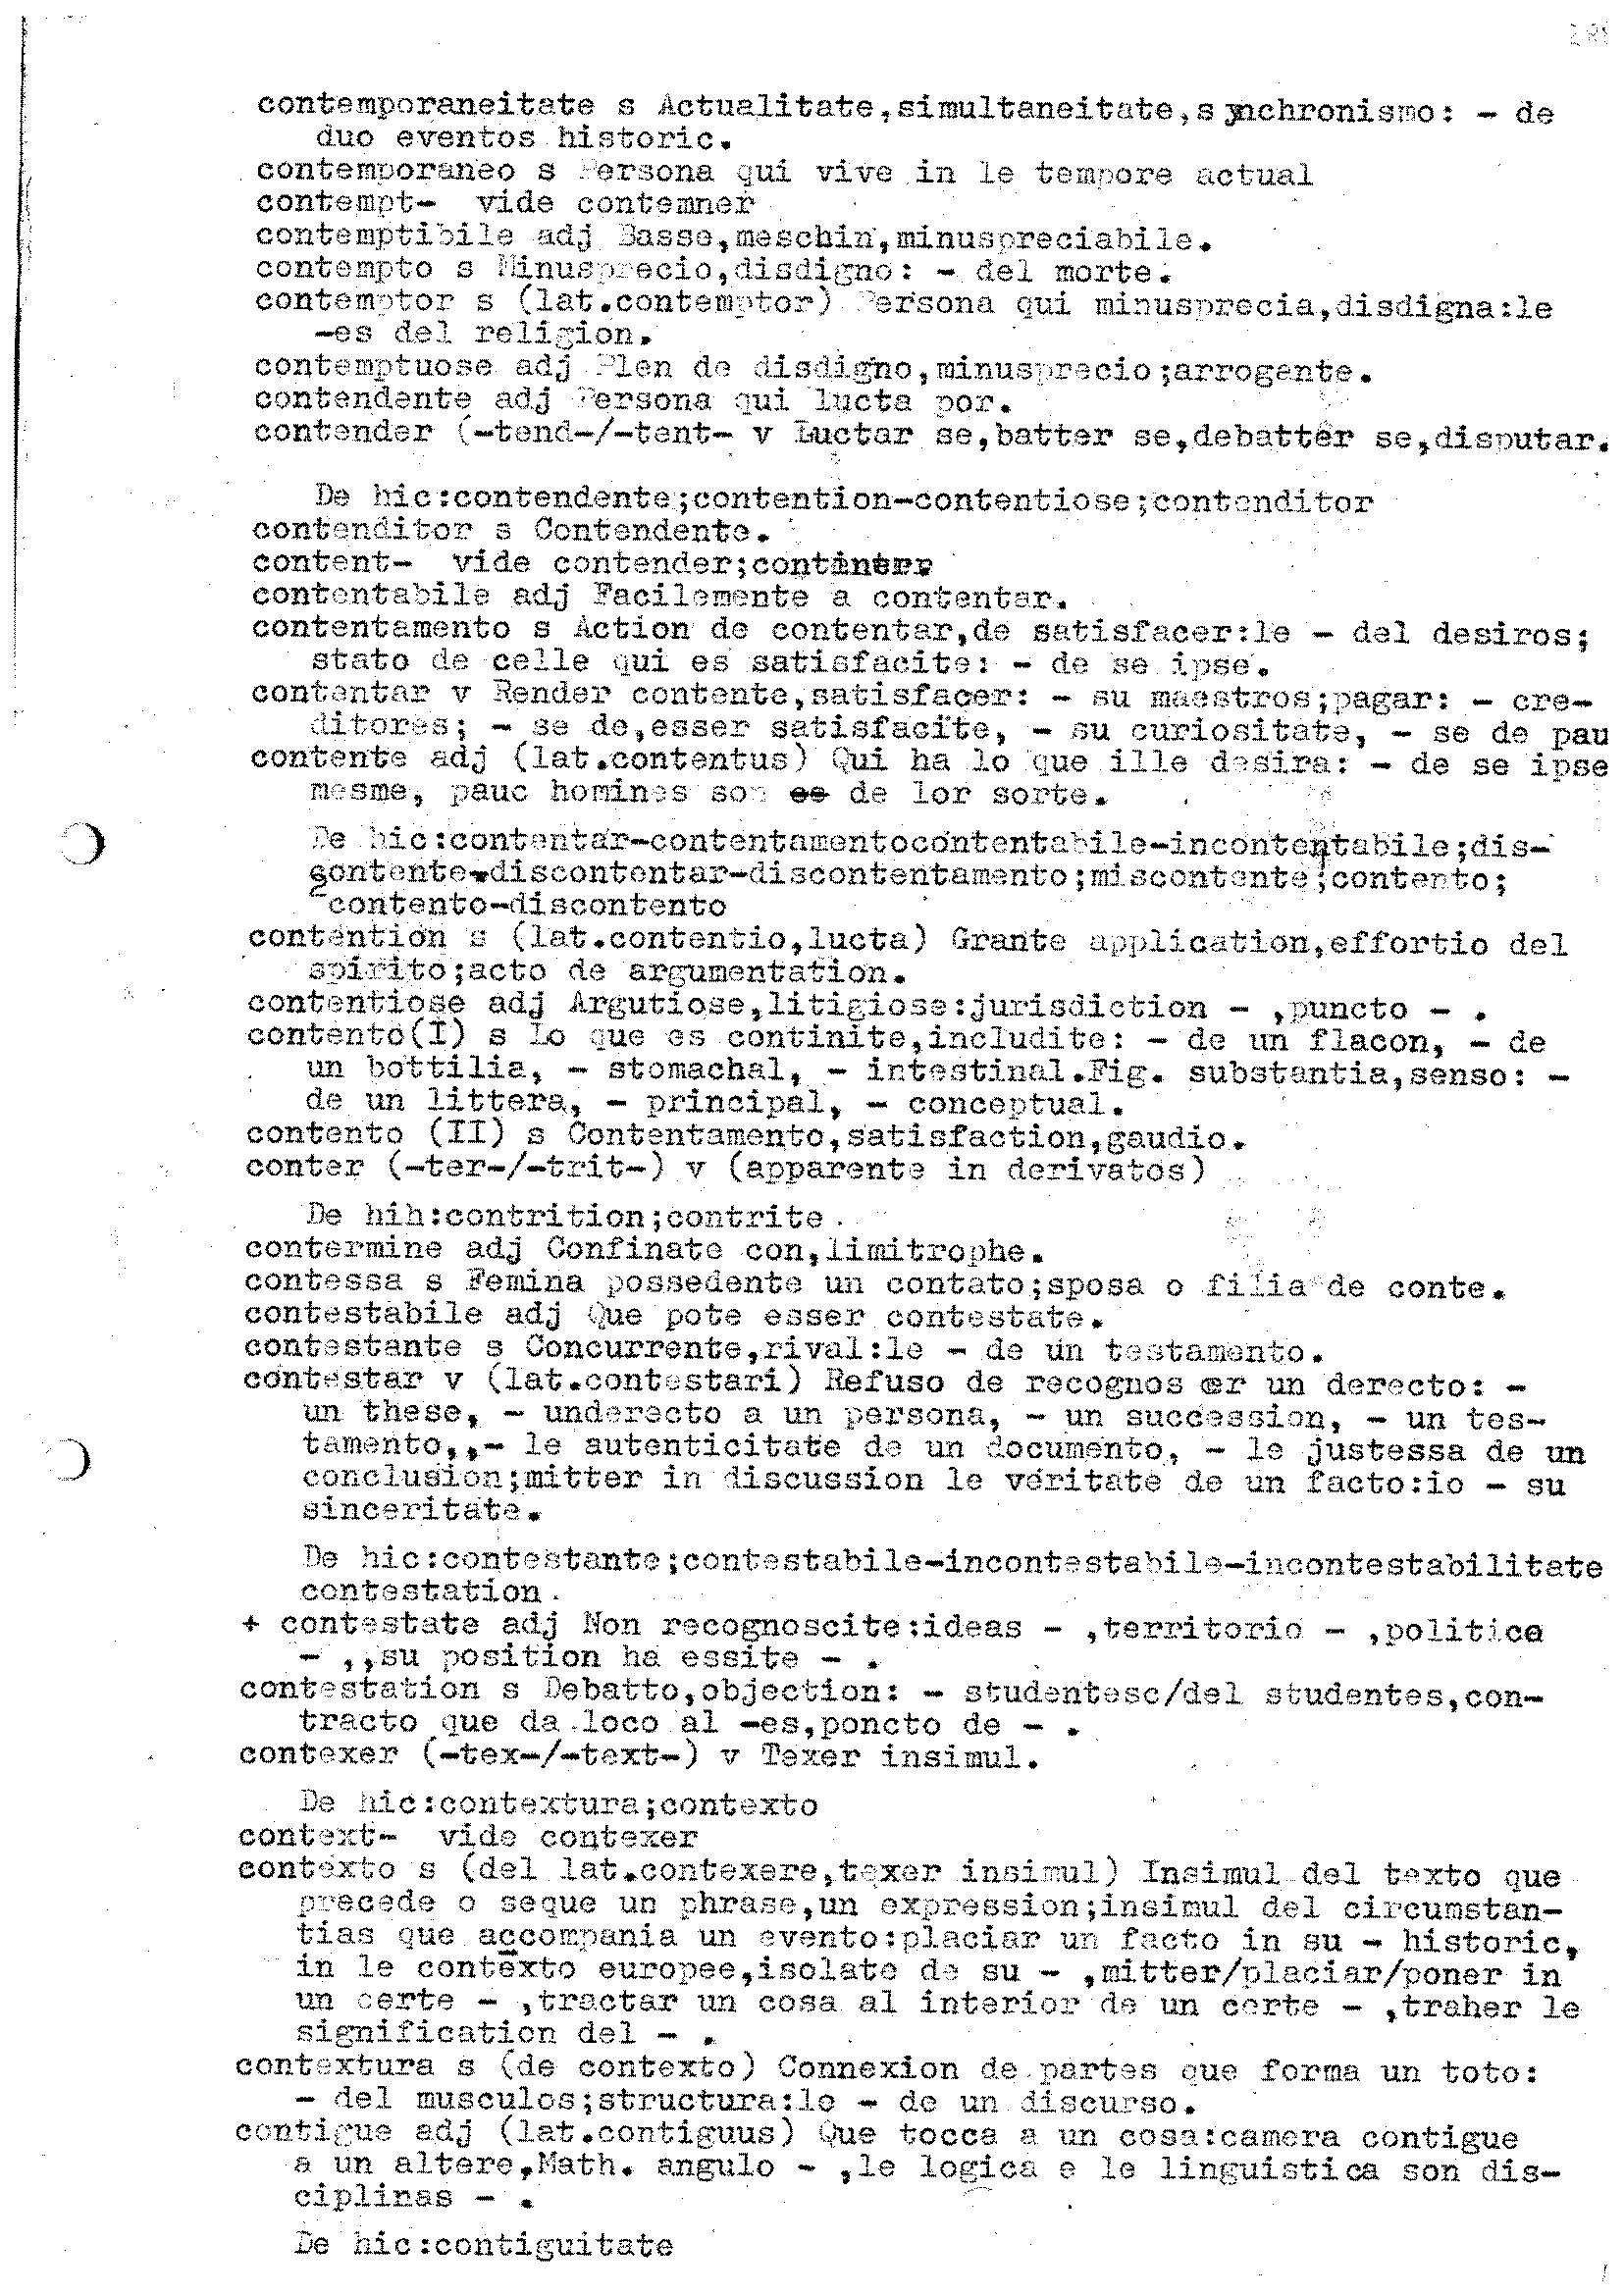 contemporaneitate s Actualitate,simultaneitate,synchronismo: - de
duo eventos historic.
contemporaneo s Persona qui vive in le tempore actual
contempt- vide contemner
contemptibile adj Basse,meschin,minuspreciabile.
contempto s Minusprecio,disdigno: - del morte.
contemptor s (lat.contemptor) Persona qui minusprecia,disdigna:le
-es del religion.
contemptuose adj Plen de disdigno,minusprecio;arrogante.
contendente adj Persona qui lucta por.
contender (-tend-/-tent- v Luctar se,batter se,debatter se,disputar.
De hic:contendente;contention-contentiose;contenditor
contenditor s Contendente.
content- vide contender;continer
contentabile adj Facilemente a contentar.
contentamento s Action de contentar,de satisfacer:le - del desiros;
stato de celle qui es satisfacite: - de se ipse.
contentar v Render contente,satisfacer: - su maestros;pagar: - cre-
ditores; - se de,esser satisfacite, - su curiositate, - se de pau
contente adj (lat.contentus) Qui ha lo que ille desira: - de se ipse
mesme, pauc homines son es de lor sorte.
De hic:contentar-contentamentocontentabile-incontentabile;dis-
contente-discontentar-discontentamento;miscontente;contento;
contento-discontento
contention s (lat.contentio,lucta) Grante application,effortio del
spirito;acto de argumentation.
contentiose adj Argutiose,litigiose:jurisdiction - ,puncto - .
contento(I) s Lo que es continite,includite: - de un flacon, - de
un bottilia, - stomachal, - intestinal.Fig. substantia,senso: -
de un littera, - principal, - conceptual.
contento (II) s Contentamento,satisfaction,gaudio.
conter (-ter-/-trit-) v (apparente in derivatos)
De hih:contrition;contrite.
contermine adj Confinate con,limitrophe.
contessa s Femina possedente un contato;sposa o filia de conte.
contestabile adj Que pote esser contestate.
contestante s Concurrente,rival:le - de un testamento.
contestar v (lat.contestari) Refuso de recognoscer un derecto: -
un these, - underecto a un persona, - un succession, - un tes-
tamento,,- le autenticitate de un documento, - le justessa de un
conclusion;mitter in discussion le veritate de un facto:io - su
sinceritate.
De hic:contestante;contestabile-incontestabile-incontestabilitate
contestation.
+ contestate adj Non recognoscite:ideas - ,territorio - ,politica
- ,,su position ha essite - .
contestation s Debatto,objection: - studentesc/del studentes,con-
tracto que da loco al -es,poncto de - .
contexer (-tex-/-text-) v Texer insimul.
De hic:contextura;contexto
context- vide contexer
contexto s (del lat.contexere,texer insimul) Insimul del texto que
precede o seque un phrase,un expression;insimul del circumstan-
tias que accompania un evento:placiar un facto in su - historic,
in le contexto europee,isolate de su - ,mitter/placiar/poner in
un certe - ,tractar un cosa al interior de un certe - ,traher le
signification del - .
contextura s (de contexto) Connexion de partes que forma un toto:
- del musculos;structura:le - de un discurso.
contigue adj (lat.contiguus) Que tocca a un cosa:camera contigue
a un altere,Math. angulo - ,le logica e le linguistica son dis-
ciplinas - .
De hic:contiguitate